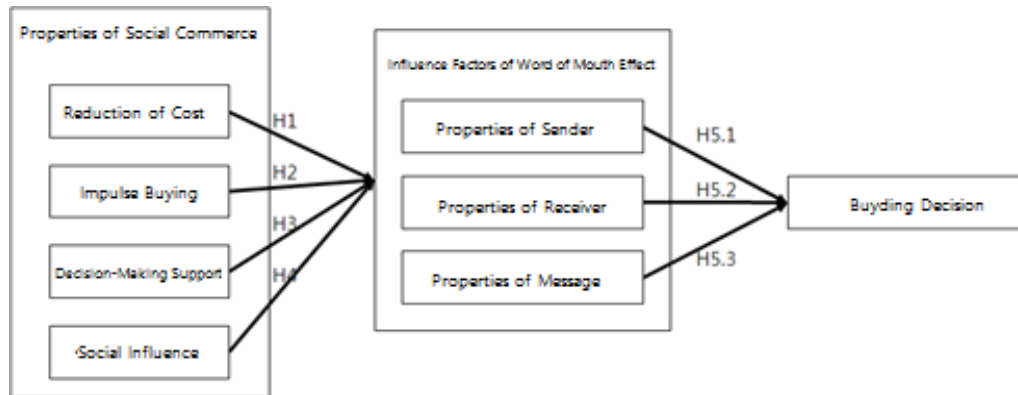 Properties of Social Commerce
Reduction of Cost
Impulse Buying
Decision-Making Support
Social Influence
H1
H2
H3
H4
Influence Factors of Word of Mouth Effect
Properties of Sender
Properties of Receiver
Properties of Message
H5.1
H5.2
H5.3
Buyding Decision